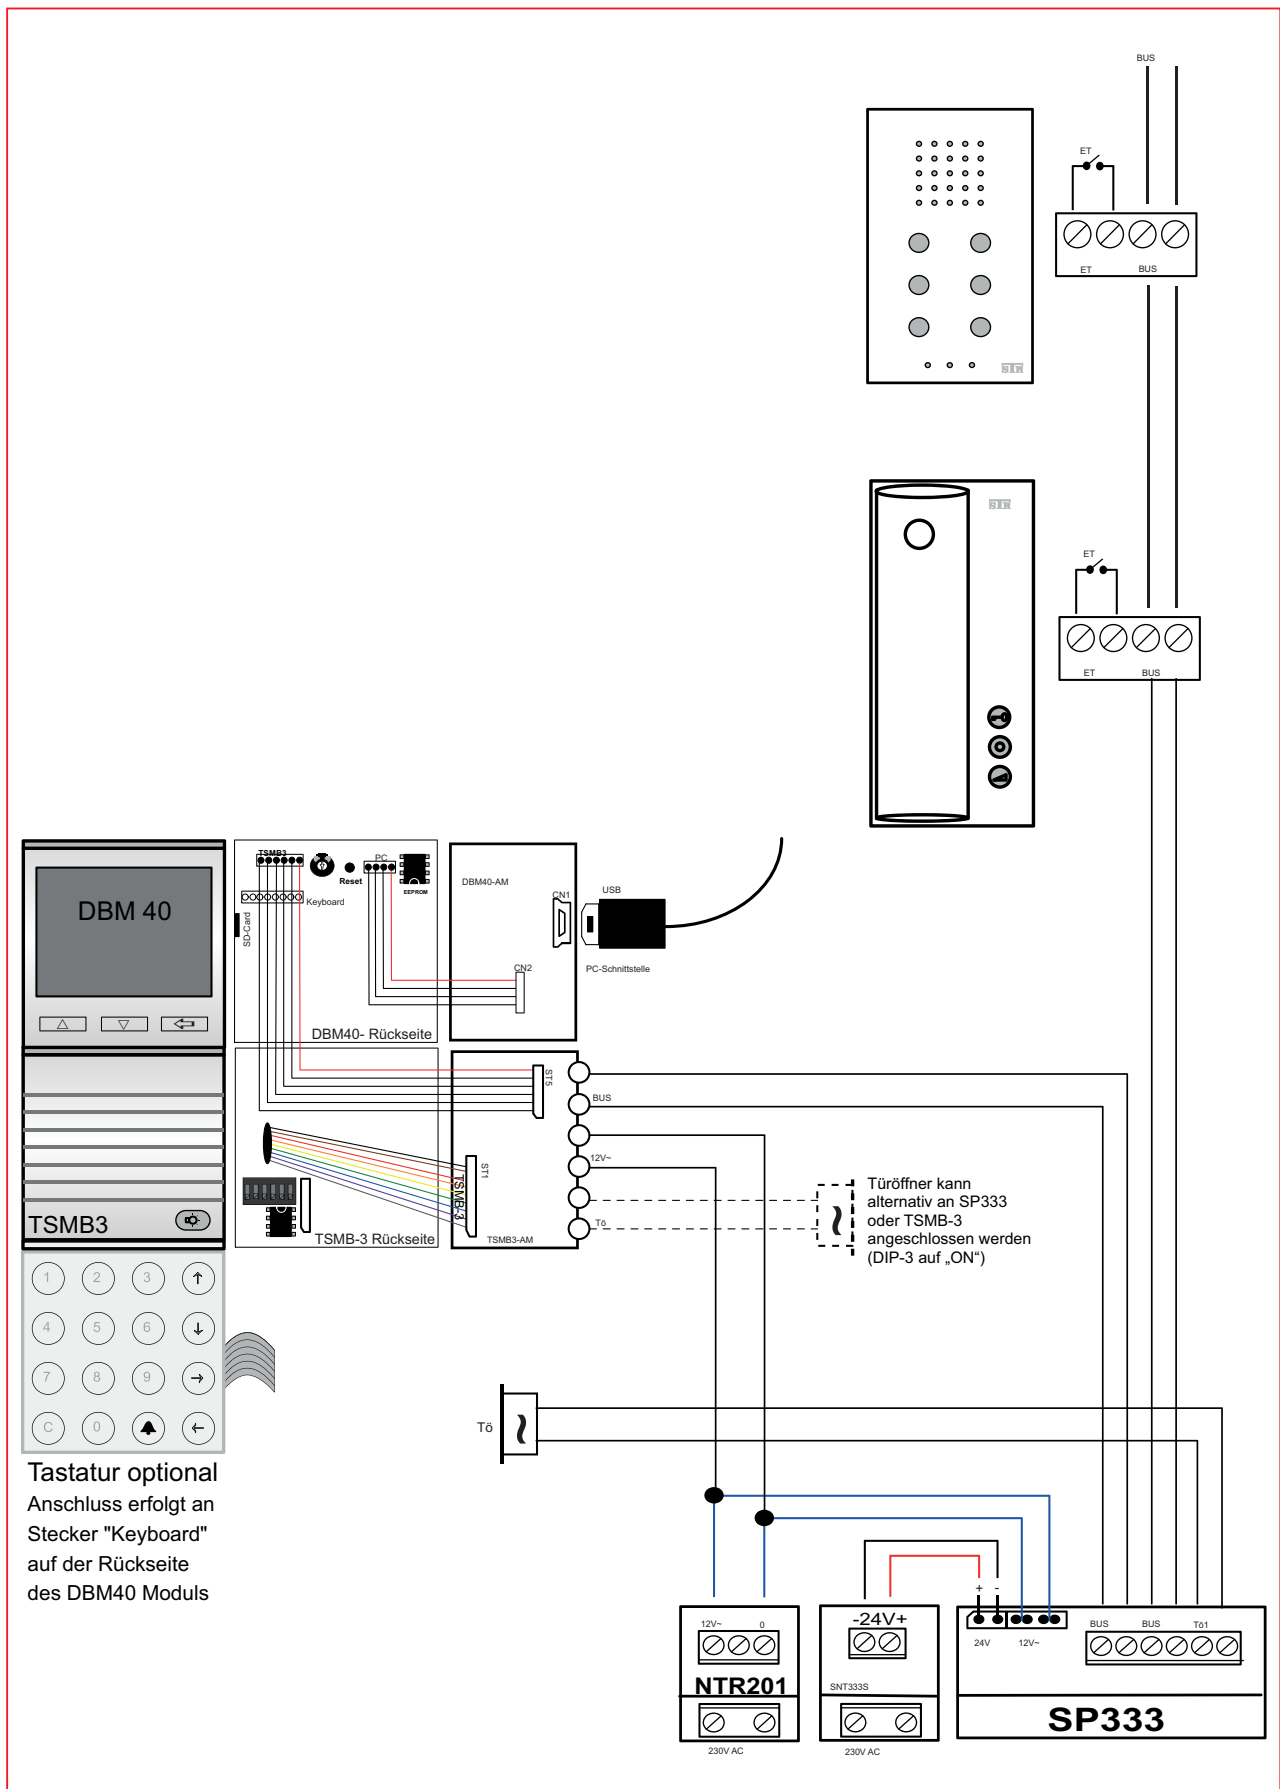 BUS
ET
ET
BUS
STR
STR
ET
ET
BUS
DBM 40
TSMB3
PC
Reset
EEPROM
Keyboard
SD-Card
DBM40- Rückseite
DBM40-AM
CN1
CN2
USB
PC-Schnittstelle
ST5
BUS
12V~
Tö
ST1
TSMB-3
TSMB3-AM
TSMB-3 Rückseite
TSMB3
Türöffner kann
alternativ an SP333
oder TSMB-3
angeschlossen werden
(DIP-3 auf „ON“)
1 2 3
4 5 6
7 8 9
C 0
Tastatur optional
Anschluss erfolgt an
Stecker "Keyboard"
auf der Rückseite
des DBM40 Moduls
Tö
12V~ 0
NTR201
230V AC
-24V+
SNT333S
230V AC
+ -
24V 12V~
BUS BUS Tö1
SP333